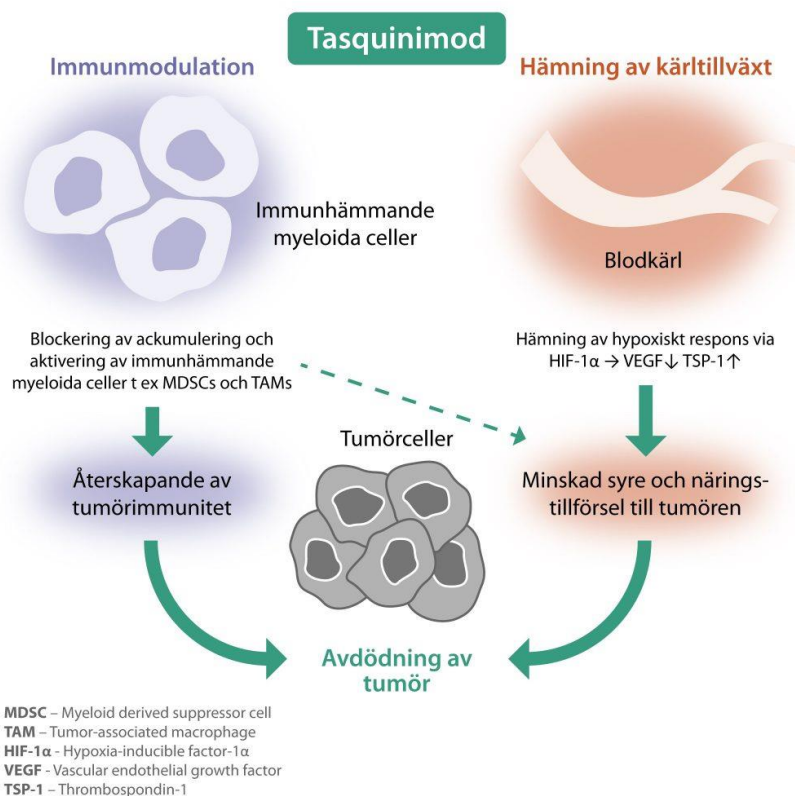 Tasquinimod
Immunmodulation
Hämning av kärltillväxt
Immunhämmande
myeloida celler
Blodkärl
Blockering av ackumulering och
aktivering av immunhämmande
myeloida celler t ex MDSCs och TAMs
Hämning av hypoxiskt respons via
HIF-1α → VEGF↓ TSP-1↑
Tumörceller
Återskapande av
tumörimmunitet
Minskad syre och närings-
tillförsel till tumören
Avdödning av
tumör
MDSC – Myeloid derived suppressor cell
TAM – Tumor-associated macrophage
HIF-1α - Hypoxia-inducible factor-1α
VEGF - Vascular endothelial growth factor
TSP-1 – Thrombospondin-1